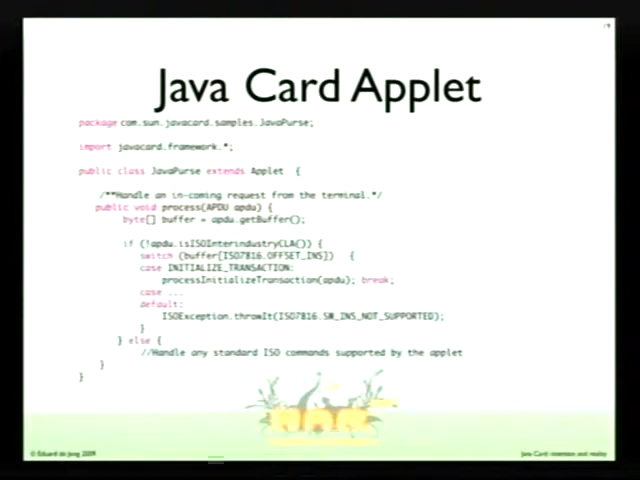 Java Card Applet
package com.sun.javacard.samples.JavaPurse;
import javacard.framework.*;
public class JavaPurse extends Applet {
/**Handle an in-coming request from the terminal.*/
public void process(APDU apdu) {
byte[] buffer = apdu.getBuffer();
if (!apdu.isISOInterindustryCLA()) {
switch (buffer[ISO7816.OFFSET_INS]) {
case INITIALIZE_TRANSACTION:
processInitializeTransaction(apdu); break;
case ...
default:
ISOException.throwIt(ISO7816.SW_INS_NOT_SUPPORTED);
}
} else {
//Handle any standard ISO commands supported by the applet
}
}
HAR
© Eduard de Jong 2009
Java Card: intention and reality